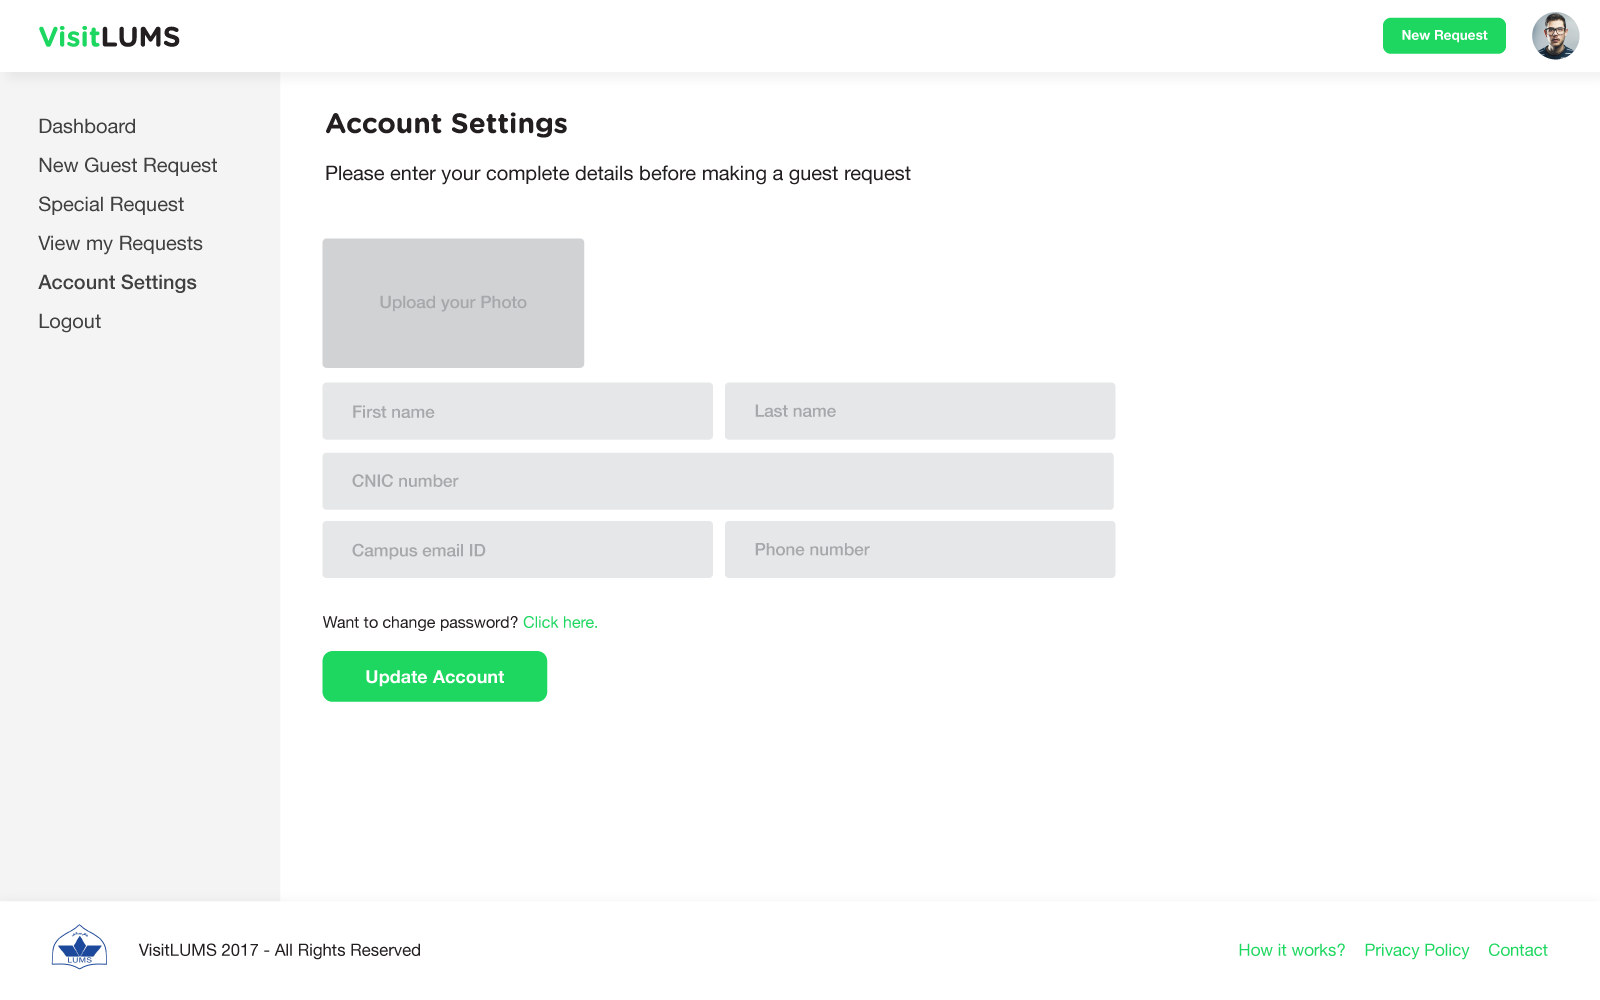 VisitLUMS
New Request
Dashboard
New Guest Request
Special Request
View my Requests
Account Settings
Logout
Account Settings
Please enter your complete details before making a guest request
Upload your Photo
First name
Last name
CNIC number
Campus email ID
Phone number
Want to change password? Click here.
Update Account
LUMS
VisitLUMS 2017 - All Rights Reserved
How it works?
Privacy Policy
Contact